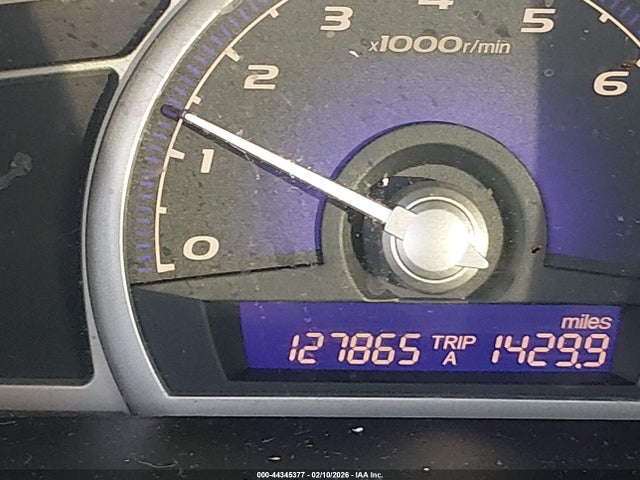 3 4 5
x1000r/min
2 6
1
0
miles
127865 TRIP A 1429.9
000-44345377 - 02/10/2026 - IAA Inc.